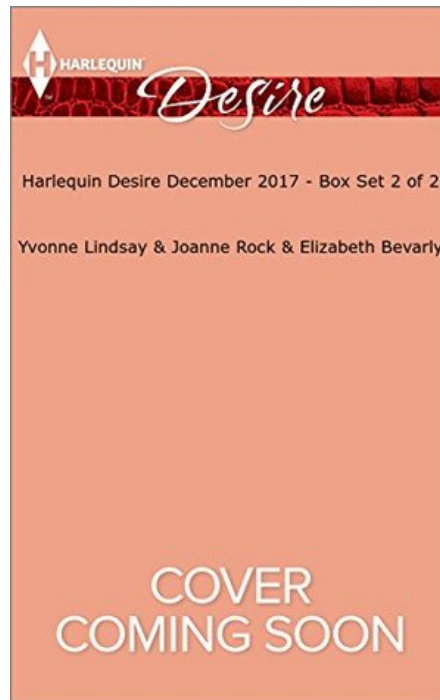 H HARLEQUIN
™
Desire
Harlequin Desire December 2017 - Box Set 2 of 2
Yvonne Lindsay & Joanne Rock & Elizabeth Bevarly
COVER
COMING SOON